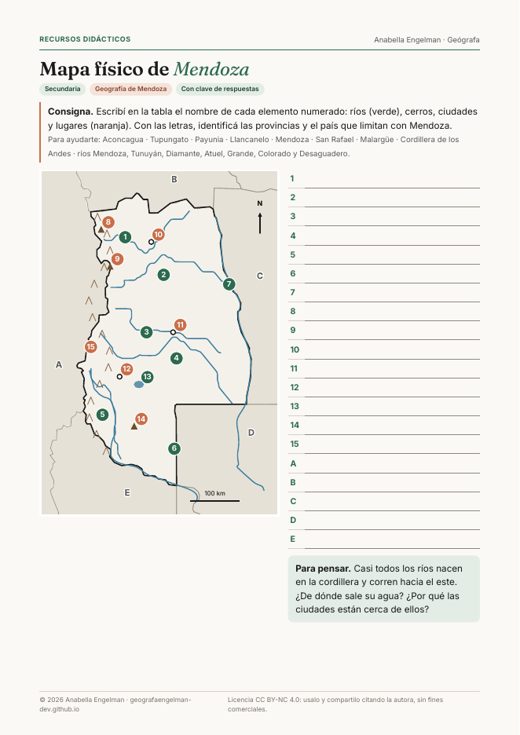 RECURSOS DIDÁCTICOS
Anabella Engelman · Geógrafa
Mapa físico de Mendoza
Secundaria
Geografía de Mendoza
Con clave de respuestas
Consigna. Escribí en la tabla el nombre de cada elemento numerado: ríos (verde), cerros, ciudades
y lugares (naranja). Con las letras, identificá las provincias y el país que limitan con Mendoza.
Para ayudarte: Aconcagua · Tupungato · Payunia · Llancanelo · Mendoza · San Rafael · Malargüe · Cordillera de los
Andes · ríos Mendoza, Tunuyán, Diamante, Atuel, Grande, Colorado y Desaguadero.
B
N
8
1
10
9
2
C
7
11
3
15
4
A
12
13
5
14
D
6
E
100 km
1
2
3
4
5
6
7
8
9
10
11
12
13
14
15
A
B
C
D
E
Para pensar. Casi todos los ríos nacen
en la cordillera y corren hacia el este.
¿De dónde sale su agua? ¿Por qué las
ciudades están cerca de ellos?
© 2026 Anabella Engelman · geografaengelman-
dev.github.io
Licencia CC BY-NC 4.0: usalo y compartilo citando la autora, sin fines
comerciales.